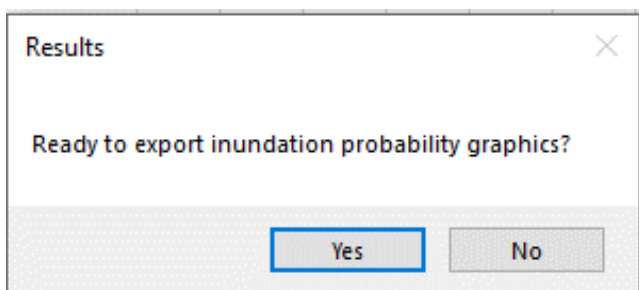 Results
Ready to export inundation probability graphics?
Yes No